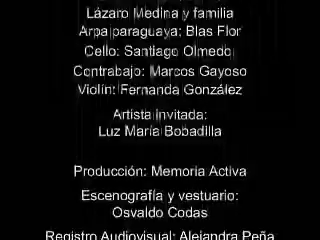 Lázaro Medina y familia
Arpa paraguaya: Blas Flor
Cello: Santiago Olmedo
Contrabajo: Marcos Gayoso
Violín: Fernanda González
Artista invitada:
Luz María Bobadilla
Producción: Memoria Activa
Escenografía y vestuario:
Osvaldo Codas
Registro Audiovisual: Alejandra Peña